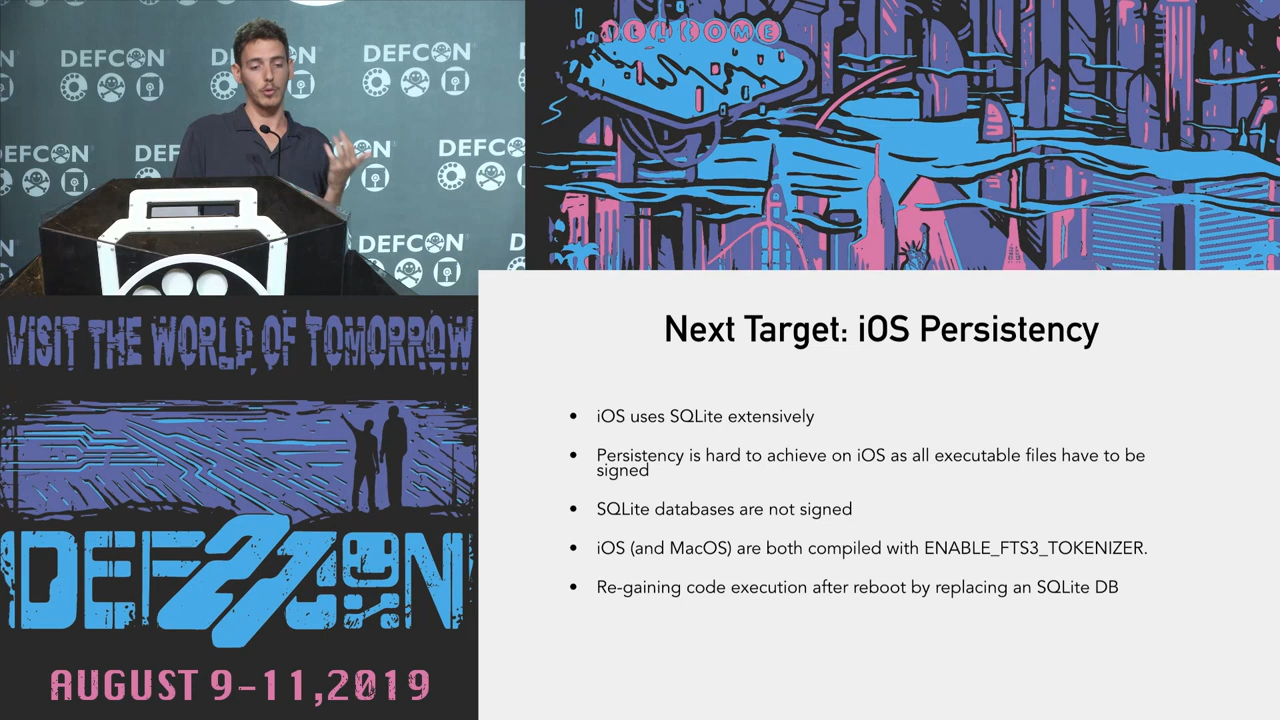 DEFCON
DEFCON
DEFCON
DEFCON
DEF
DEFCON
DEFCON
D
WELCOME
VISIT THE WORLD OF TOMORROW
DEF27CON
AUGUST 9-11,2019
Next Target: iOS Persistency
• iOS uses SQLite extensively
• Persistency is hard to achieve on iOS as all executable files have to be
signed
• SQLite databases are not signed
• iOS (and MacOS) are both compiled with ENABLE_FTS3_TOKENIZER.
• Re-gaining code execution after reboot by replacing an SQLite DB